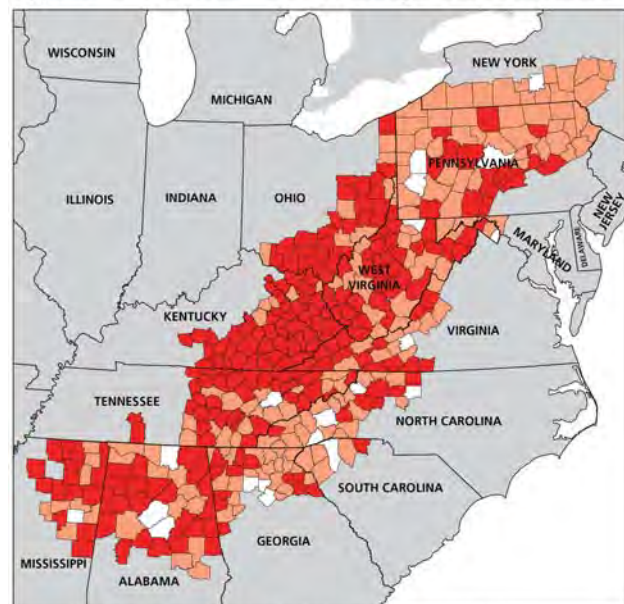 WISCONSIN
NEW YORK
MICHIGAN
PENNSYLVANIA
ILLINOIS
INDIANA
OHIO
NEW
JERSEY
MARYLAND
DELAWARE
WEST
VIRGINIA
KENTUCKY
VIRGINIA
TENNESSEE
NORTH CAROLINA
SOUTH CAROLINA
GEORGIA
MISSISSIPPI
ALABAMA